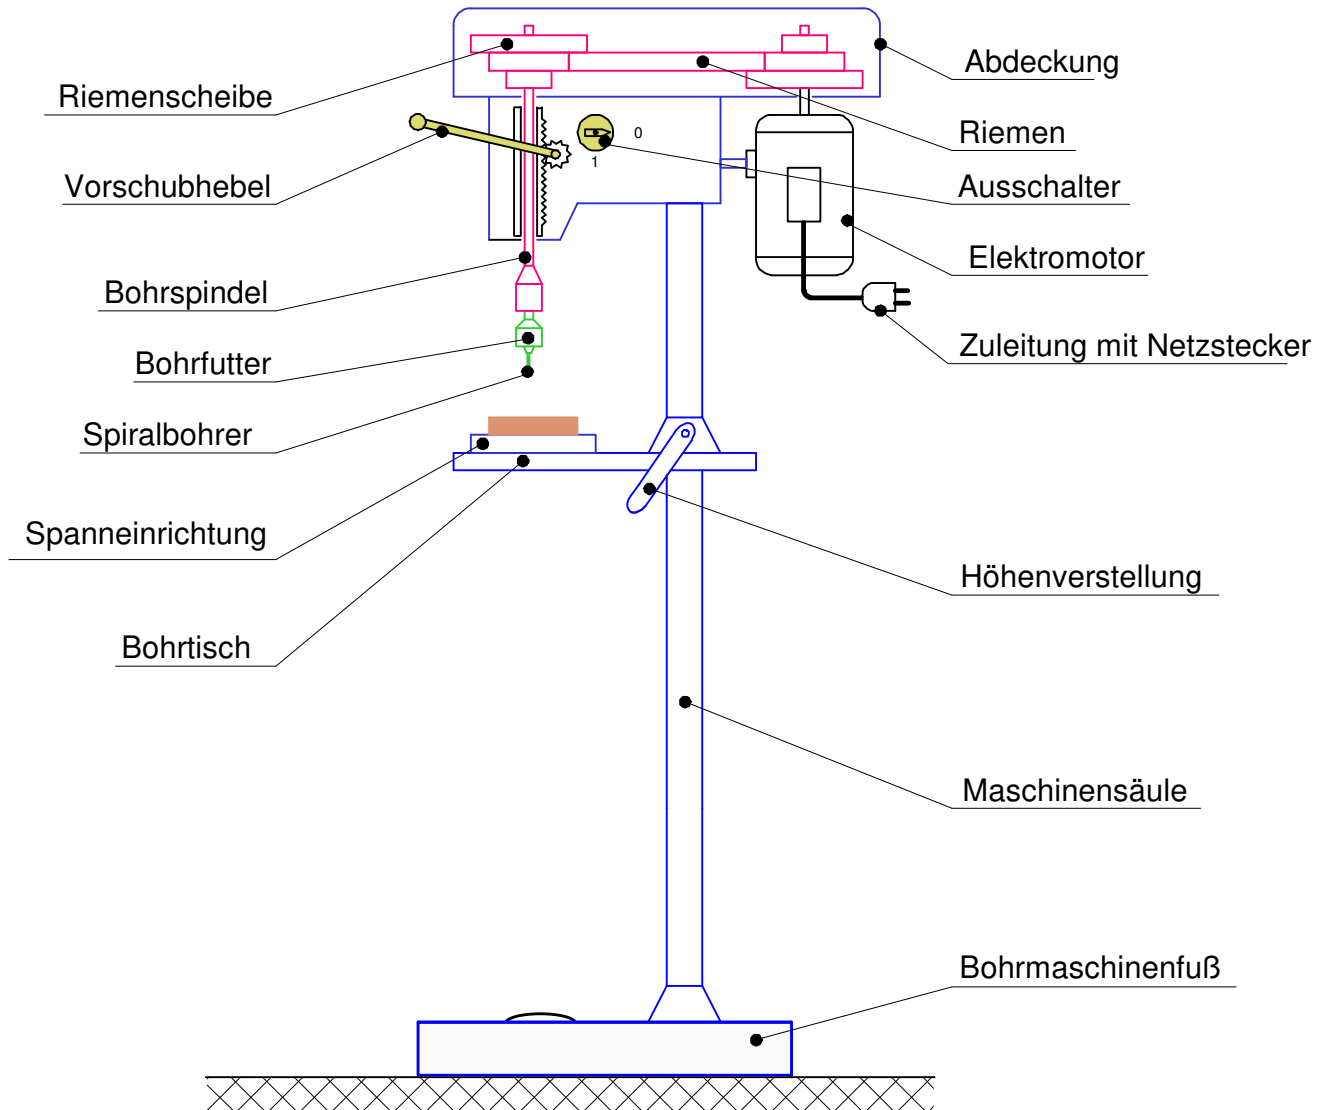 Abdeckung
Riemenscheibe
Riemen
0
1
Vorschubhebel
Ausschalter
Elektromotor
Bohrspindel
Zuleitung mit Netzstecker
Bohrfutter
Spiralbohrer
Spanneinrichtung
Höhenverstellung
Bohrtisch
Maschinensäule
Bohrmaschinenfuß